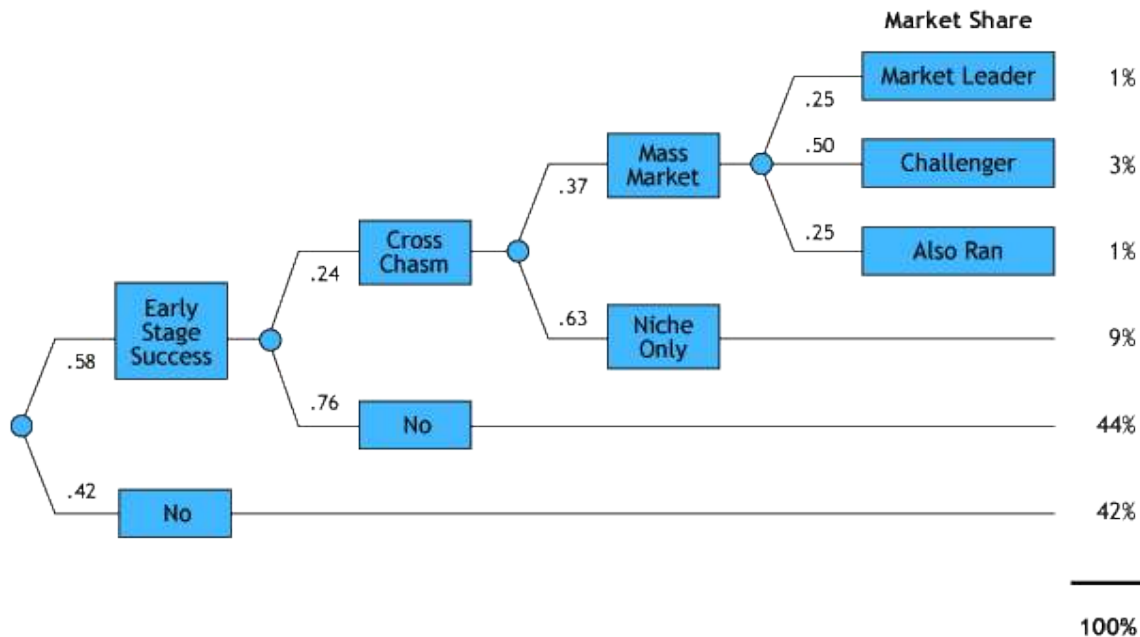 Market Share
Market Leader
1%
.25
.50
Challenger
3%
Mass
Market
.37
.25
Also Ran
1%
Cross
Chasm
.24
.63
Niche
Only
9%
Early
Stage
Success
.58
.76
No
44%
.42
No
42%
100%